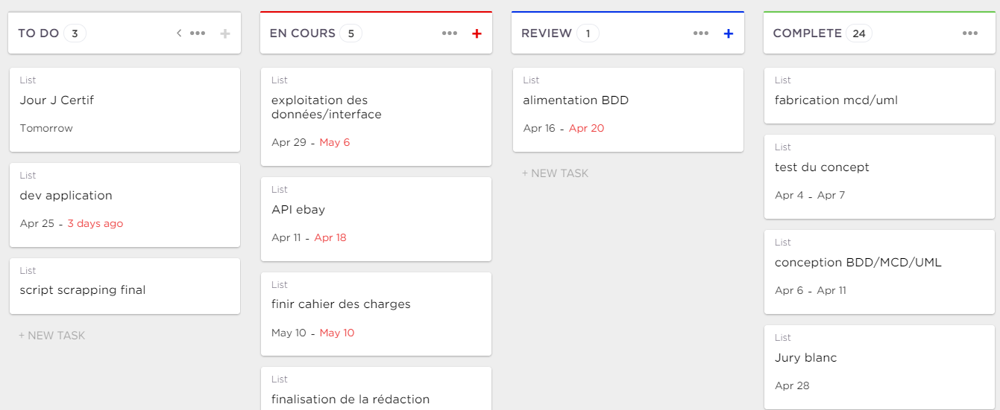 TO DO 3
List
Jour J Certif
Tomorrow
List
dev application
Apr 25 - 3 days ago
List
script scrapping final
+ NEW TASK
EN COURS 5
List
exploitation des
données/interface
Apr 29 - May 6
List
API ebay
Apr 11 - Apr 18
List
finir cahier des charges
May 10 - May 10
List
finalisation de la rédaction
REVIEW 1
List
alimentation BDD
Apr 16 - Apr 20
+ NEW TASK
COMPLETE 24
List
fabrication mcd/uml
List
test du concept
Apr 4 - Apr 7
List
conception BDD/MCD/UML
Apr 6 - Apr 11
List
Jury blanc
Apr 28